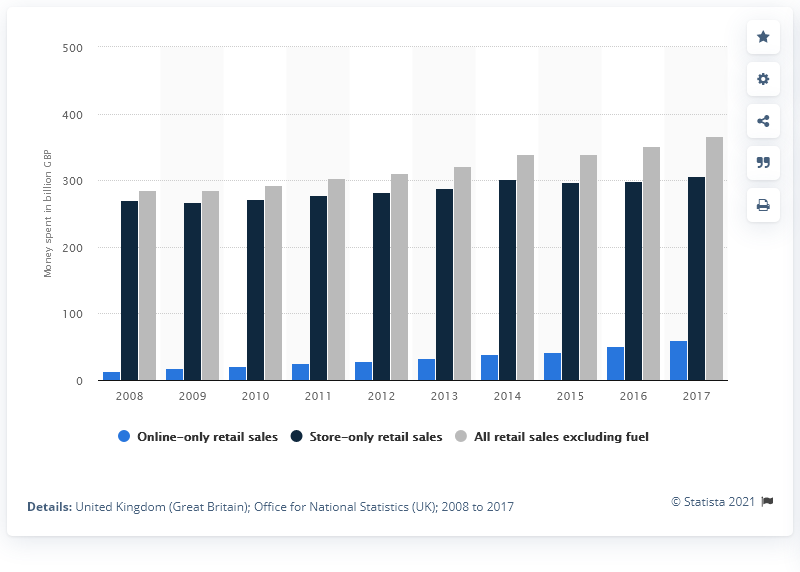 500
400
300
200
100
0
Money spent in billion GBP
2008 2009 2010 2011 2012 2013 2014 2015 2016 2017
Online-only retail sales Store-only retail sales All retail sales excluding fuel
Details: United Kingdom (Great Britain); Office for National Statistics (UK); 2008 to 2017
© Statista 2021